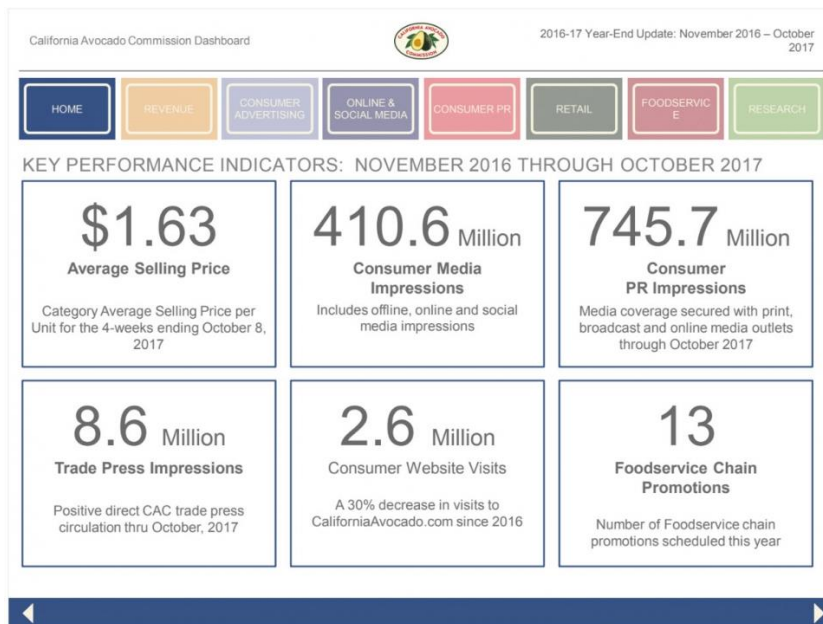 California Avocado Commission Dashboard
CALIFORNIA AVOCADO
COMMISSION
2016-17 Year-End Update: November 2016 – October
2017
HOME
REVENUE
CONSUMER
ADVERTISING
ONLINE &
SOCIAL MEDIA
CONSUMER PR
RETAIL
FOODSERVIC
E
RESEARCH
KEY PERFORMANCE INDICATORS: NOVEMBER 2016 THROUGH OCTOBER 2017
$1.63
Average Selling Price
Category Average Selling Price per
Unit for the 4-weeks ending October 8,
2017
410.6 Million
Consumer Media
Impressions
Includes offline, online and social
media impressions
745.7 Million
Consumer
PR Impressions
Media coverage secured with print,
broadcast and online media outlets
through October 2017
8.6 Million
Trade Press Impressions
Positive direct CAC trade press
circulation thru October, 2017
2.6 Million
Consumer Website Visits
A 30% decrease in visits to
CaliforniaAvocado.com since 2016
13
Foodservice Chain
Promotions
Number of Foodservice chain
promotions scheduled this year